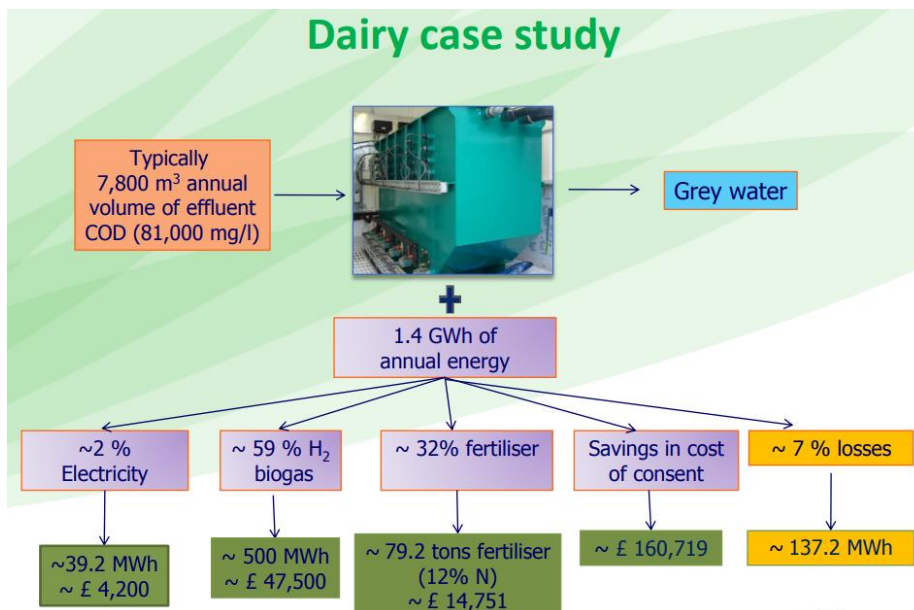 Dairy case study
Typically
7,800 m³ annual
volume of effluent
COD (81,000 mg/l)
Grey water
1.4 GWh of
annual energy
~2 %
Electricity
~ 59 % H₂
biogas
~ 32% fertiliser
Savings in cost
of consent
~ 7 % losses
~39.2 MWh
~ £ 4,200
~ 500 MWh
~ £ 47,500
~ 79.2 tons fertiliser
(12% N)
~ £ 14,751
~ £ 160,719
~ 137.2 MWh